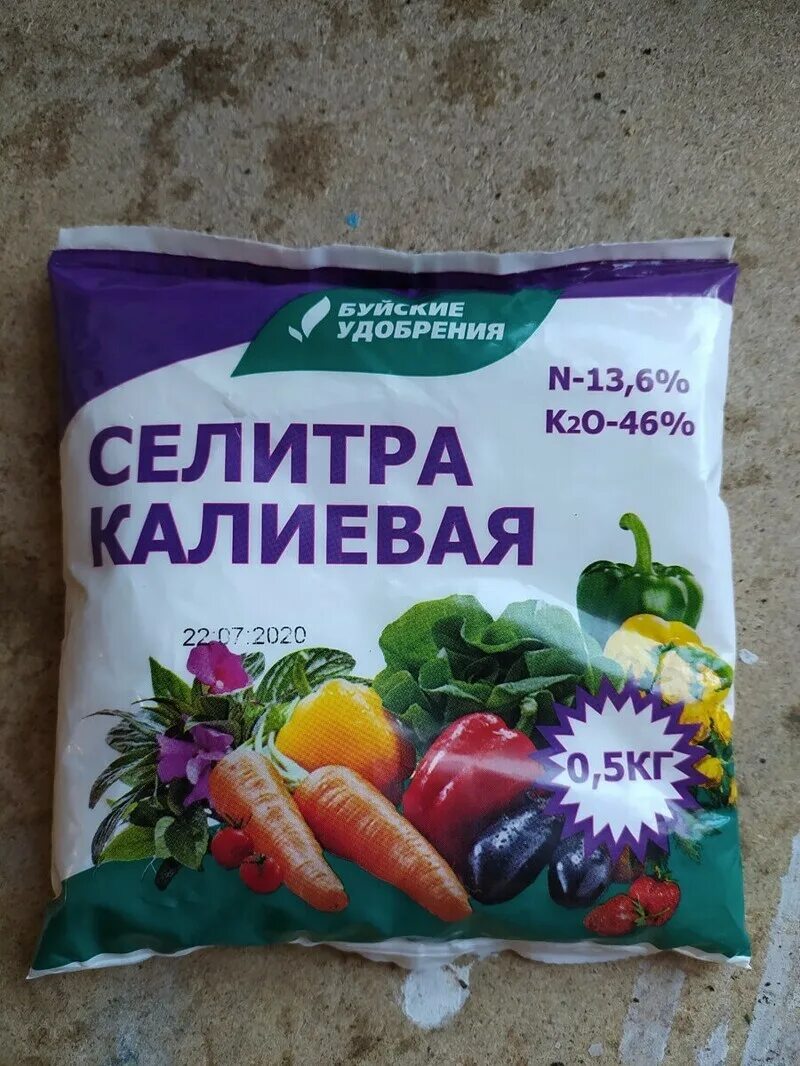 БУЙСКИЕ
УДОБРЕНИЯ
N-13,6%
K2O-46%
СЕЛИТРА
КАЛИЕВАЯ
22:07:2020
0,5КГ